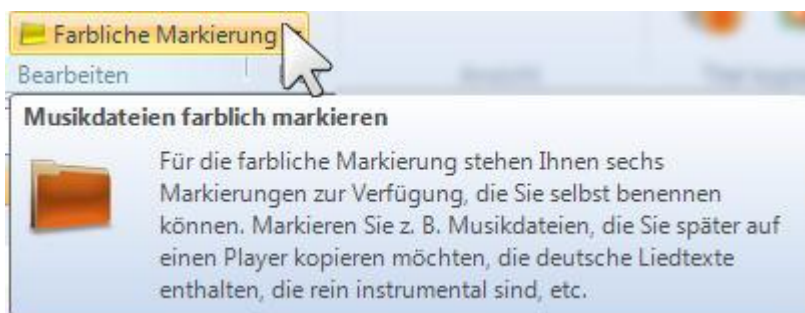 Farbliche Markierung
Bearbeiten
Musikdateien farblich markieren
Für die farbliche Markierung stehen Ihnen sechs
Markierungen zur Verfügung, die Sie selbst benennen
können. Markieren Sie z. B. Musikdateien, die Sie später auf
einen Player kopieren möchten, die deutsche Liedtexte
enthalten, die rein instrumental sind, etc.